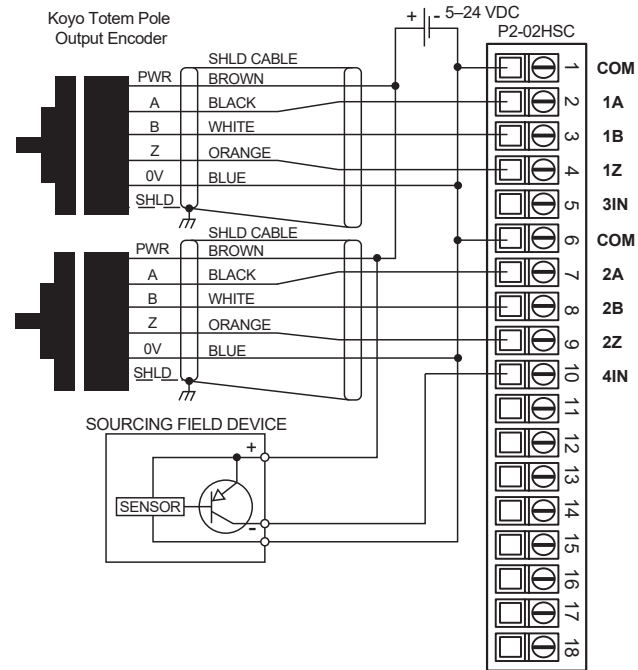 Koyo Totem Pole
Output Encoder
+ - 5–24 VDC
P2-02HSC
SHLD CABLE
PWR BROWN
A BLACK
B WHITE
Z ORANGE
0V BLUE
SHLD
SHLD CABLE
PWR BROWN
A BLACK
B WHITE
Z ORANGE
0V BLUE
SHLD
SOURCING FIELD DEVICE
+
SENSOR
-
1 COM
2 1A
3 1B
4 1Z
5 3IN
6 COM
7 2A
8 2B
9 2Z
10 4IN
11
12
13
14
15
16
17
18